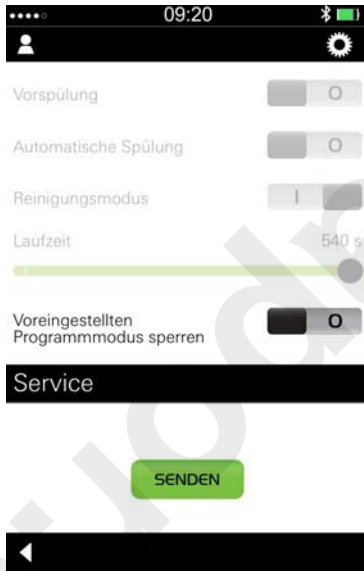 09:20
Vorspülung O
Automatische Spülung O
Reinigungsmodus I
Laufzeit 540 s
Voreingestellten
Programmmodus sperren O
Service
SENDEN